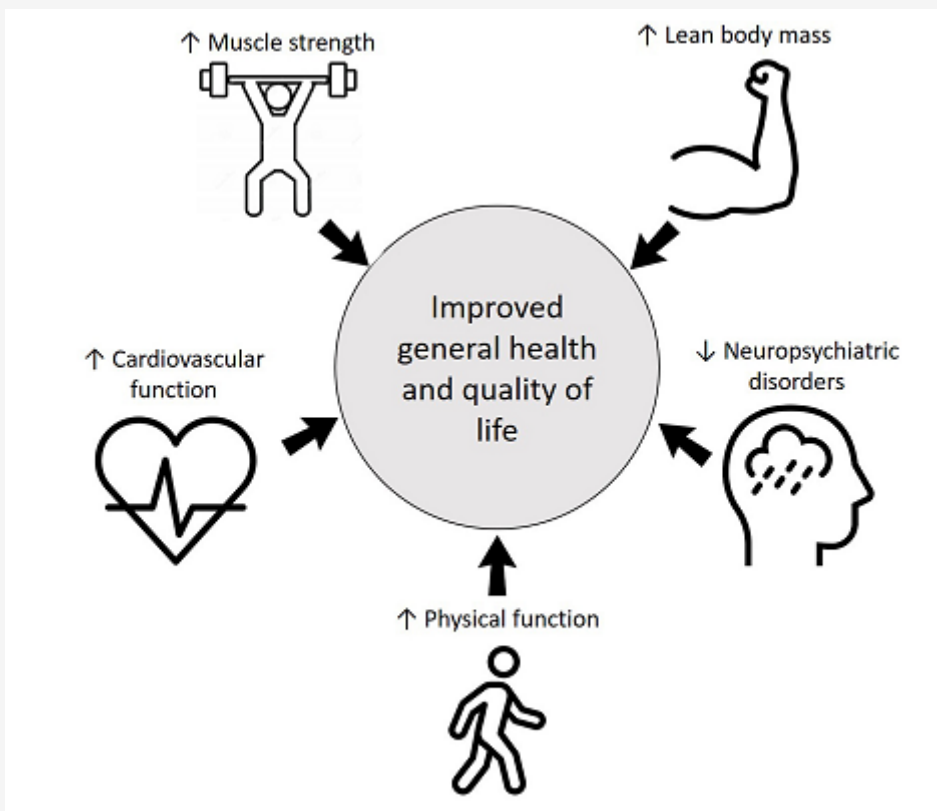 ↑ Muscle strength
↑ Lean body mass
Improved
general health
and quality of
life
↑ Cardiovascular
function
↓ Neuropsychiatric
disorders
↑ Physical function